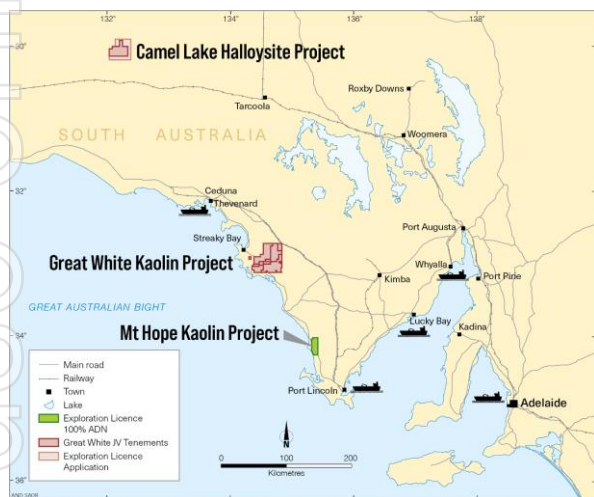 132°
134°
136°
138°
30°
Camel Lake Halloysite Project
Roxby Downs
Tarcoola
SOUTH AUSTRALIA
Woomera
32°
Ceduna
Thevenard
Streaky Bay
Port Augusta
Great White Kaolin Project
Whyalla
Kimba
Port Pirie
GREAT AUSTRALIAN BIGHT
Lucky Bay
34°
Mt Hope Kaolin Project
Kadina
Main road
Railway
Town
Lake
Exploration Licence
100% ADN
Great White JV Tenements
Exploration Licence
Application
Port Lincoln
Adelaide
N
0 100 200
Kilometres
36°